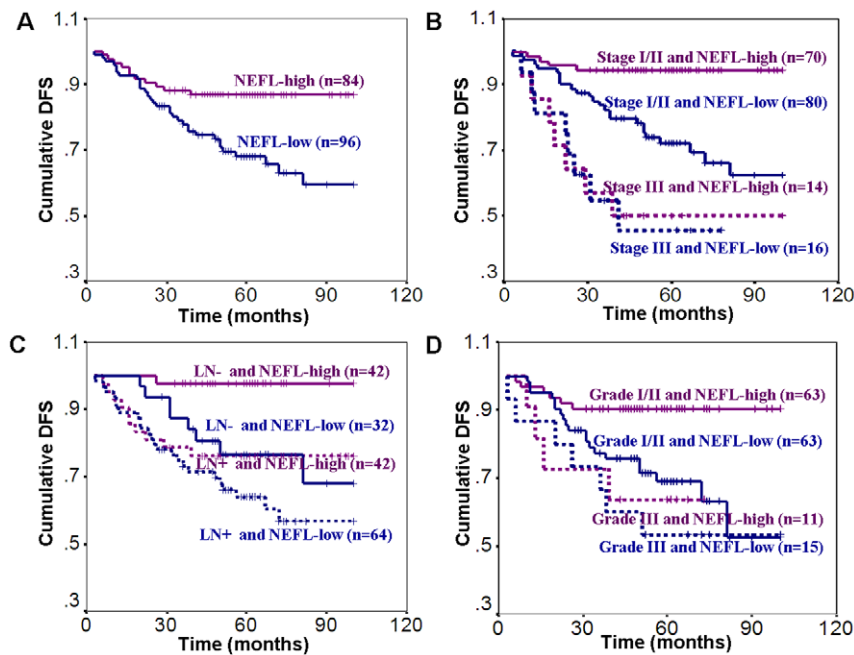 A
Cumulative DFS
1.1
.9
.7
.5
.3
NEFL-high (n=84)
NEFL-low (n=96)
0 30 60 90 120
Time (months)
B
Cumulative DFS
1.1
.9
.7
.5
.3
Stage I/II and NEFL-high (n=70)
Stage I/II and NEFL-low (n=80)
Stage III and NEFL-high (n=14)
Stage III and NEFL-low (n=16)
0 30 60 90 120
Time (months)
C
Cumulative DFS
1.1
.9
.7
.5
.3
LN- and NEFL-high (n=42)
LN- and NEFL-low (n=32)
LN+ and NEFL-high (n=42)
LN+ and NEFL-low (n=64)
0 30 60 90 120
Time (months)
D
Cumulative DFS
1.1
.9
.7
.5
.3
Grade I/II and NEFL-high (n=63)
Grade I/II and NEFL-low (n=63)
Grade III and NEFL-high (n=11)
Grade III and NEFL-low (n=15)
0 30 60 90 120
Time (months)